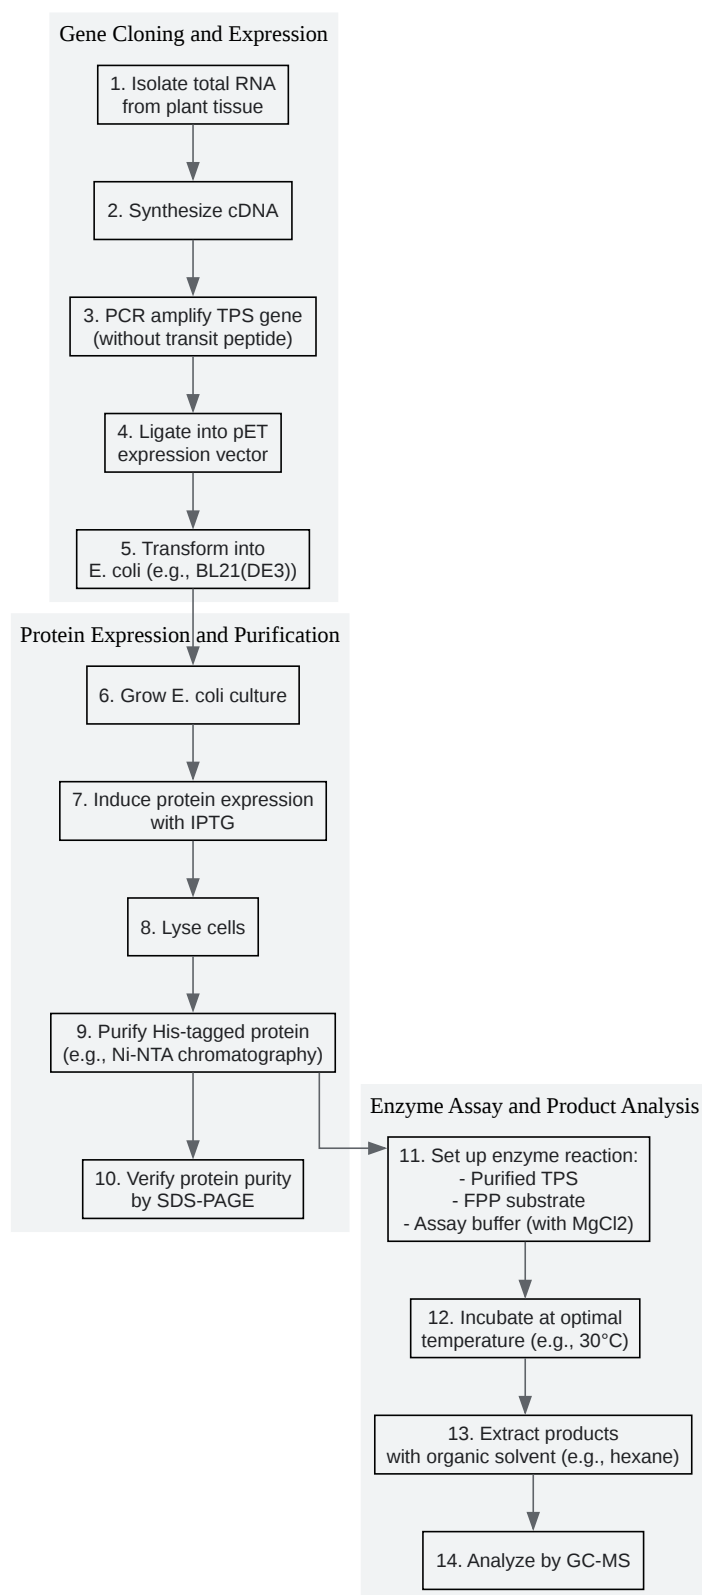 Gene Cloning and Expression
1. Isolate total RNA
from plant tissue
2. Synthesize cDNA
3. PCR amplify TPS gene
(without transit peptide)
4. Ligate into pET
expression vector
5. Transform into
E. coli (e.g., BL21(DE3))
Protein Expression and Purification
6. Grow E. coli culture
7. Induce protein expression
with IPTG
8. Lyse cells
9. Purify His-tagged protein
(e.g., Ni-NTA chromatography)
10. Verify protein purity
by SDS-PAGE
Enzyme Assay and Product Analysis
11. Set up enzyme reaction:
- Purified TPS
- FPP substrate
- Assay buffer (with MgCl2)
12. Incubate at optimal
temperature (e.g., 30°C)
13. Extract products
with organic solvent (e.g., hexane)
14. Analyze by GC-MS